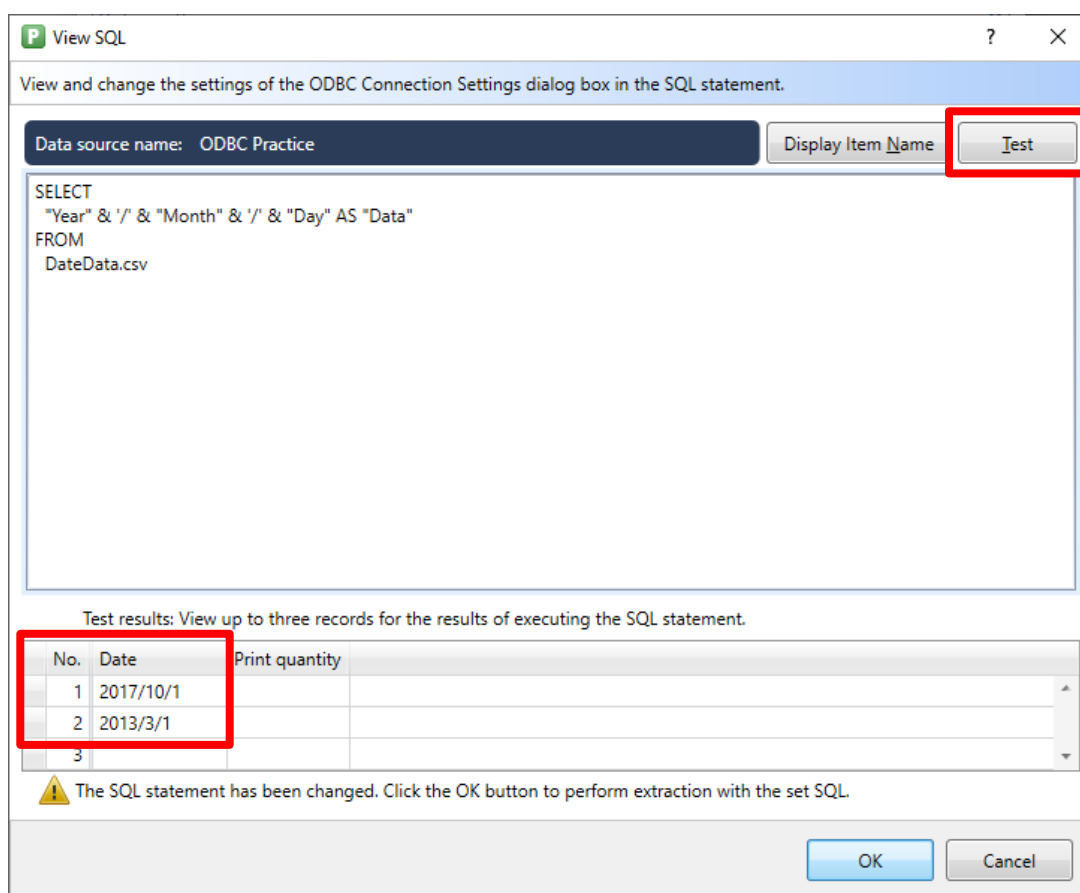 P View SQL ?
View and change the settings of the ODBC Connection Settings dialog box in the SQL statement.
Data source name: ODBC Practice Display Item Name Test
SELECT
"Year" & '/' & "Month" & '/' & "Day" AS "Data"
FROM
DateData.csv
Test results: View up to three records for the results of executing the SQL statement.
No. Date Print quantity
1 2017/10/1
2 2013/3/1
3
The SQL statement has been changed. Click the OK button to perform extraction with the set SQL.
OK Cancel